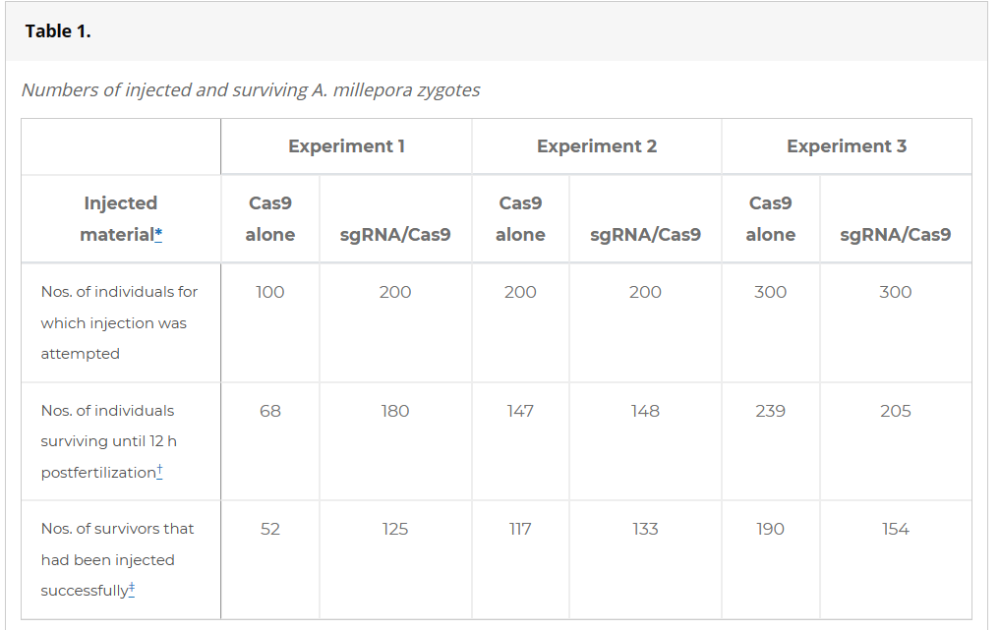 Table 1.
Numbers of injected and surviving A. millepora zygotes
Experiment 1 Experiment 2 Experiment 3
Injected material* Cas9 alone sgRNA/Cas9 Cas9 alone sgRNA/Cas9 Cas9 alone sgRNA/Cas9
Nos. of individuals for 100 200 200 200 300 300
which injection was
attempted
Nos. of individuals 68 180 147 148 239 205
surviving until 12 h
postfertilization†
Nos. of survivors that 52 125 117 133 190 154
had been injected
successfully‡